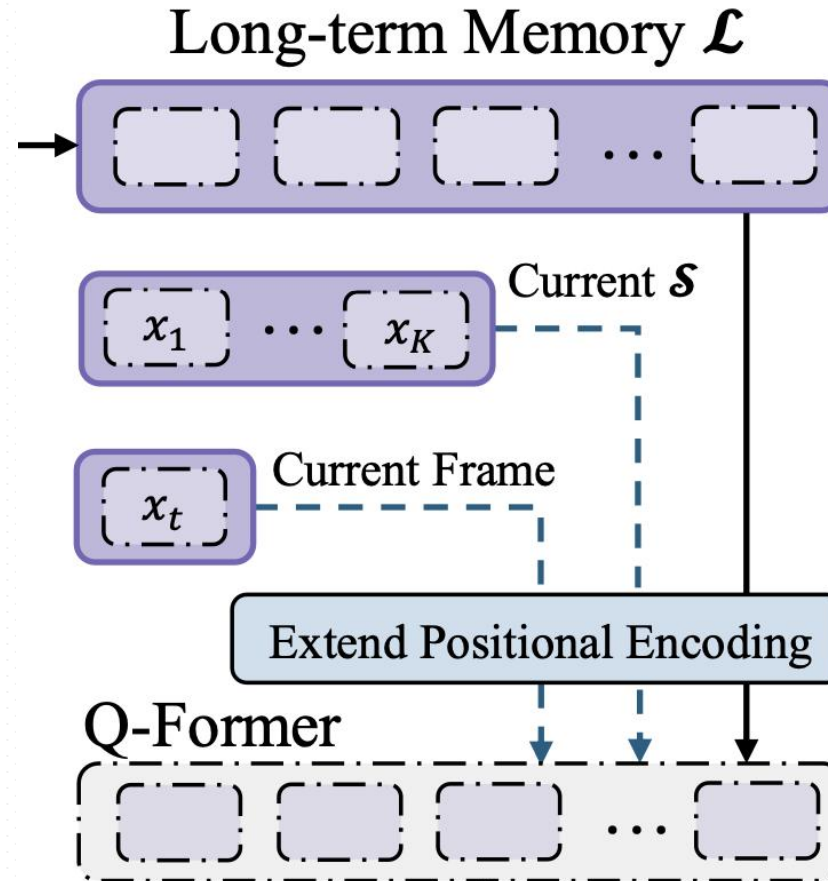 Long-term Memory 𝓛
...
Current 𝓢
x₁ ... x_K
Current Frame
x_t
Extend Positional Encoding
Q-Former
...